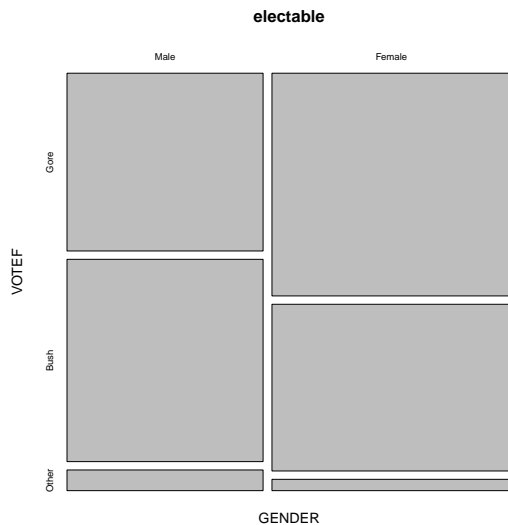 electable
Male
Female
Gore
Bush
Other
VOTEF
GENDER